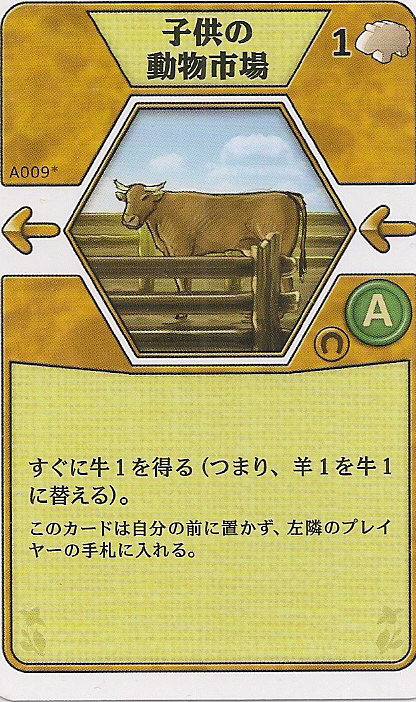 子供の
動物市場
1
A009*
A
すぐに牛1を得る（つまり、羊1を牛1
に替える）。
このカードは自分の前に置かず、左隣のプレイ
ヤーの手札に入れる。